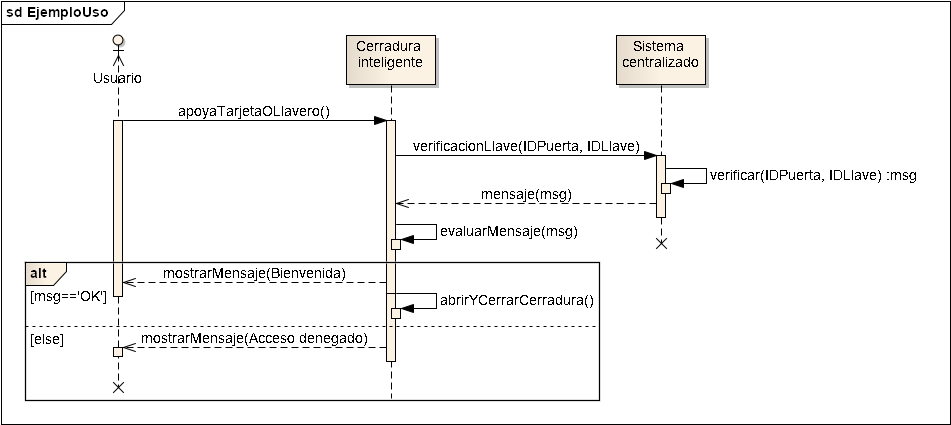 sd EjemploUso
Usuario
Cerradura
inteligente
Sistema
centralizado
apoyaTarjetaOLlavero()
verificacionLlave(IDPuerta, IDLlave)
verificar(IDPuerta, IDLlave) :msg
mensaje(msg)
evaluarMensaje(msg)
alt
mostrarMensaje(Bienvenida)
[msg=='OK']
abrirYCerrarCerradura()
[else]
mostrarMensaje(Acceso denegado)